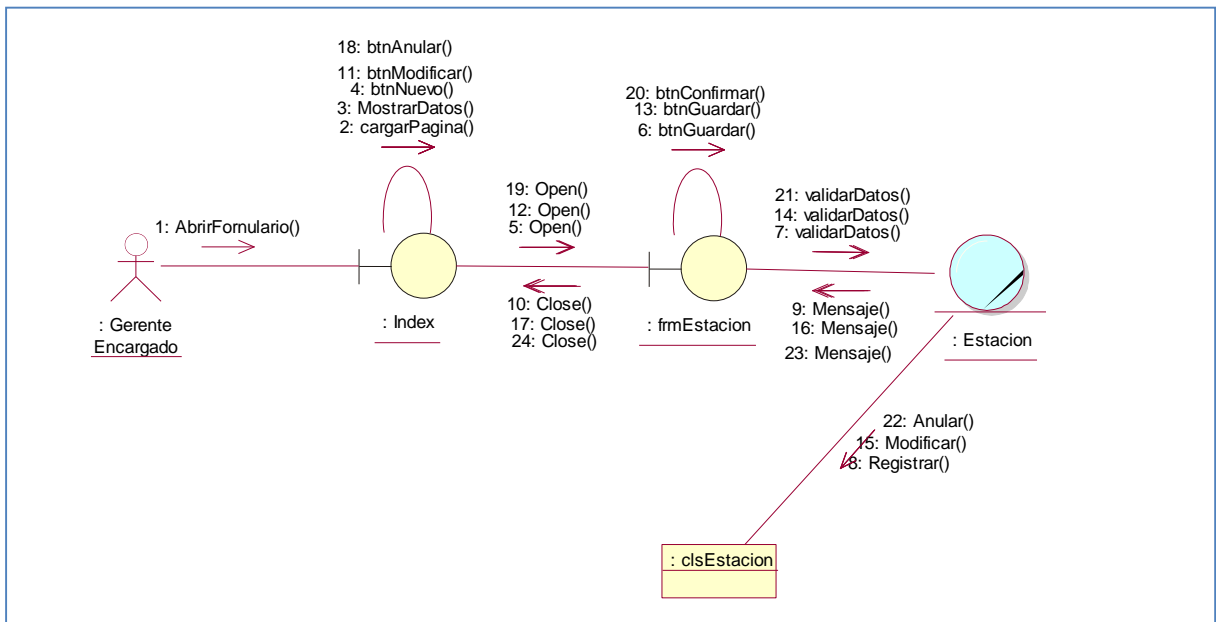 18: btnAnular()
11: btnModificar()
4: btnNuevo()
3: MostrarDatos()
2: cargarPagina()
20: btnConfirmar()
13: btnGuardar()
6: btnGuardar()
1: AbrirFornulario()
19: Open()
12: Open()
5: Open()
21: validarDatos()
14: validarDatos()
7: validarDatos()
10: Close()
17: Close()
24: Close()
9: Mensaje()
16: Mensaje()
23: Mensaje()
: Gerente
Encargado
: Index
: frmEstacion
: Estacion
22: Anular()
15: Modificar()
8: Registrar()
: clsEstacion